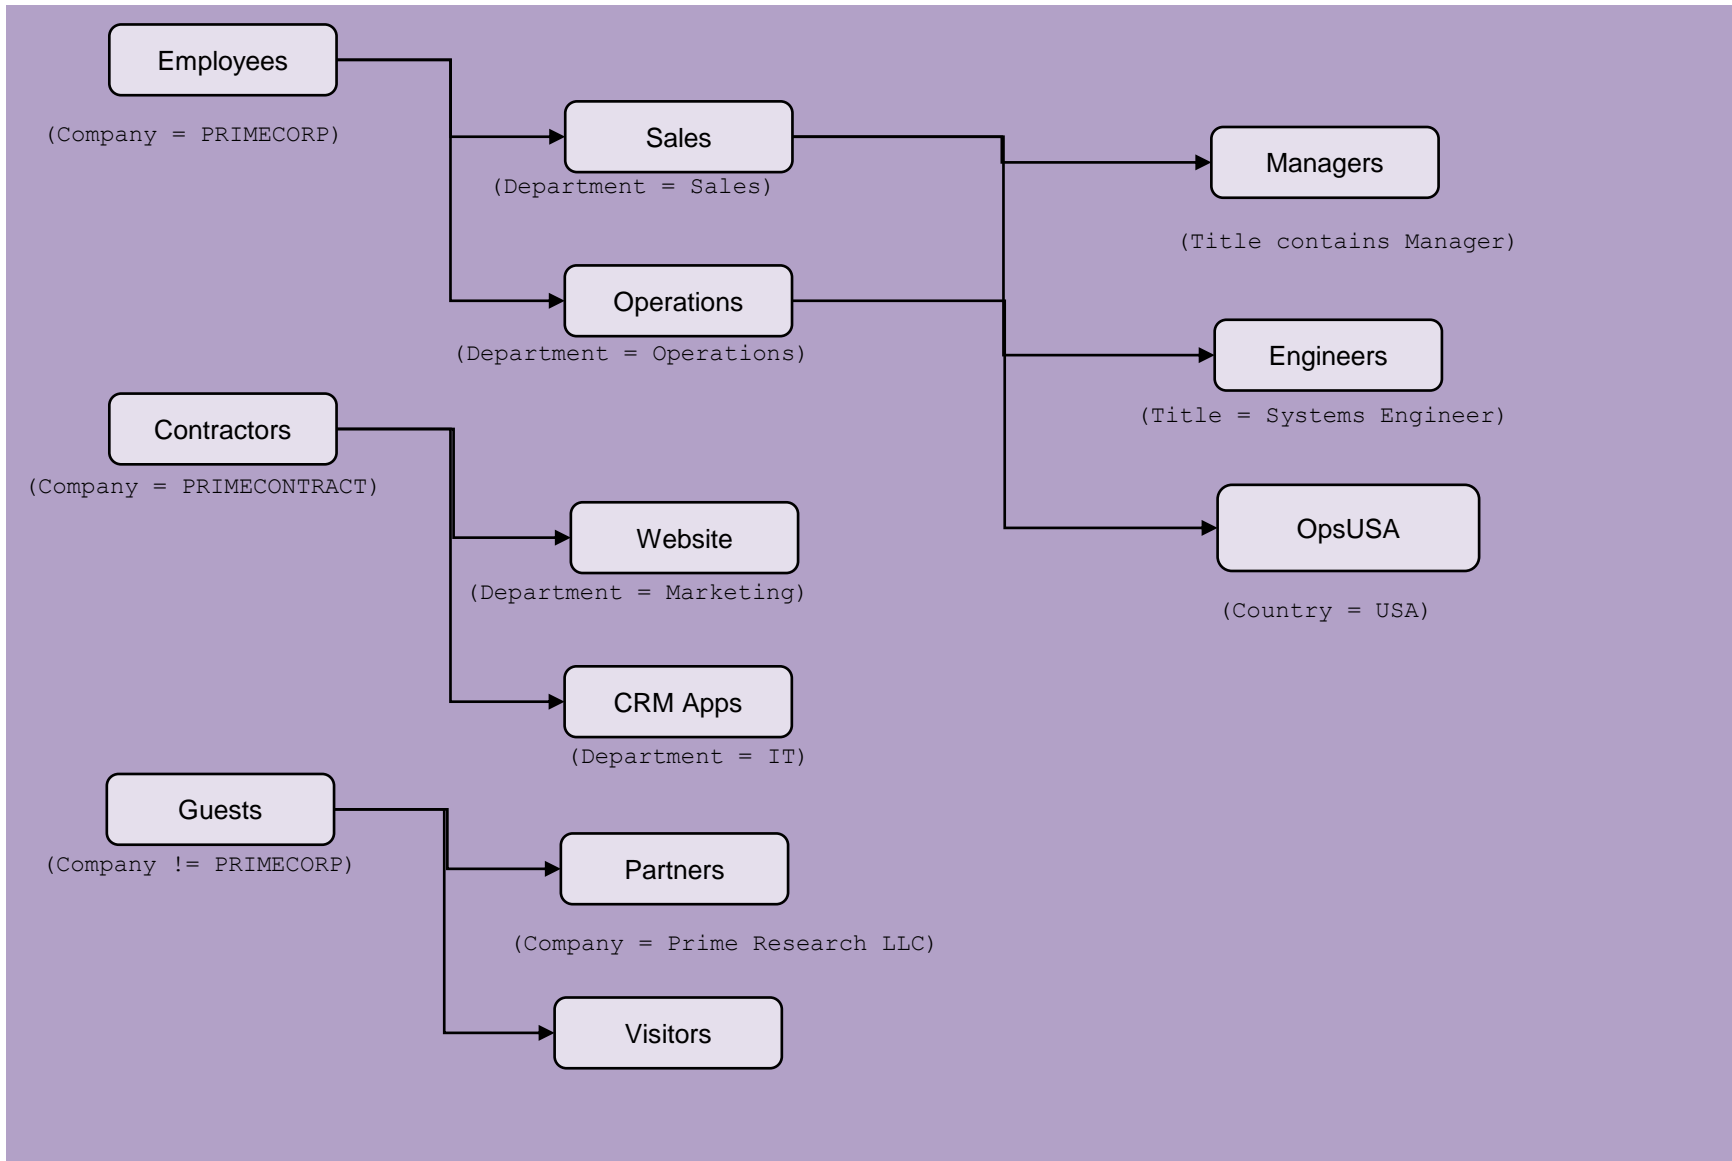 Employees
(Company = PRIMECORP)
Sales
(Department = Sales)
Managers
(Title contains Manager)
Operations
(Department = Operations)
Engineers
(Title = Systems Engineer)
Contractors
(Company = PRIMECONTRACT)
Website
(Department = Marketing)
OpsUSA
(Country = USA)
CRM Apps
(Department = IT)
Guests
(Company != PRIMECORP)
Partners
(Company = Prime Research LLC)
Visitors